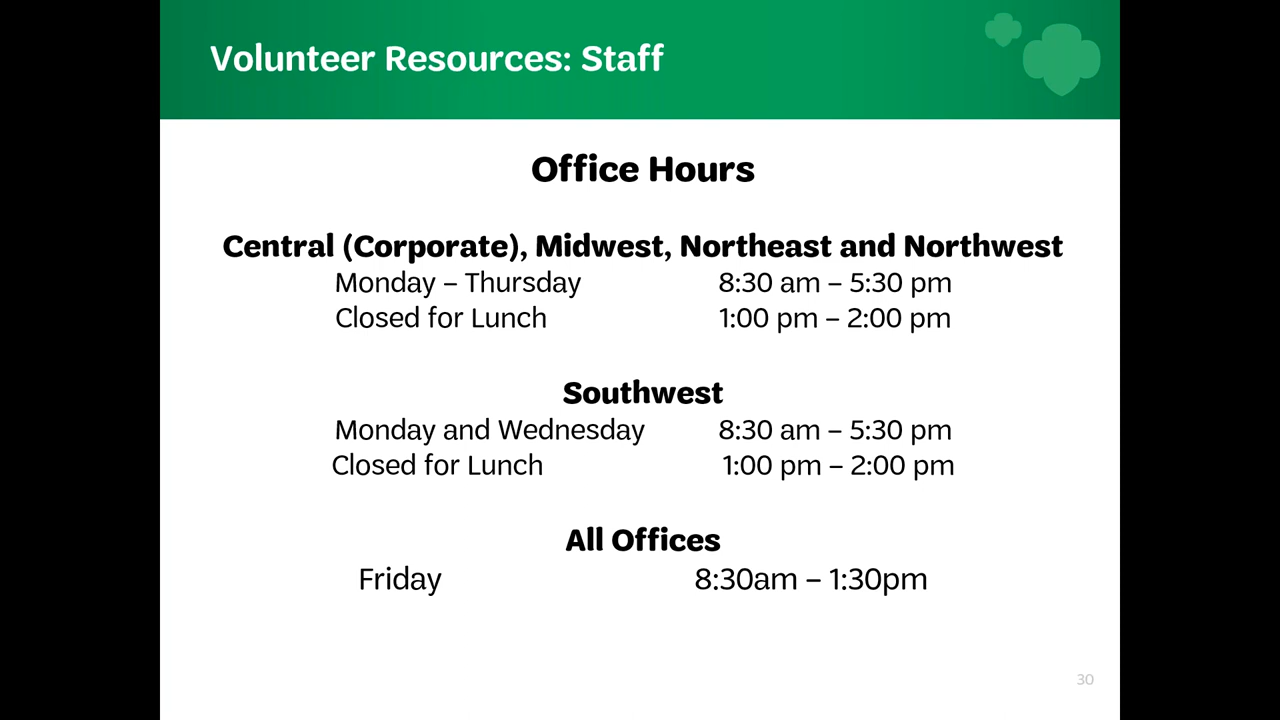 Volunteer Resources: Staff
Office Hours
Central (Corporate), Midwest, Northeast and Northwest
Monday – Thursday 8:30 am – 5:30 pm
Closed for Lunch 1:00 pm – 2:00 pm
Southwest
Monday and Wednesday 8:30 am – 5:30 pm
Closed for Lunch 1:00 pm – 2:00 pm
All Offices
Friday 8:30am – 1:30pm
30